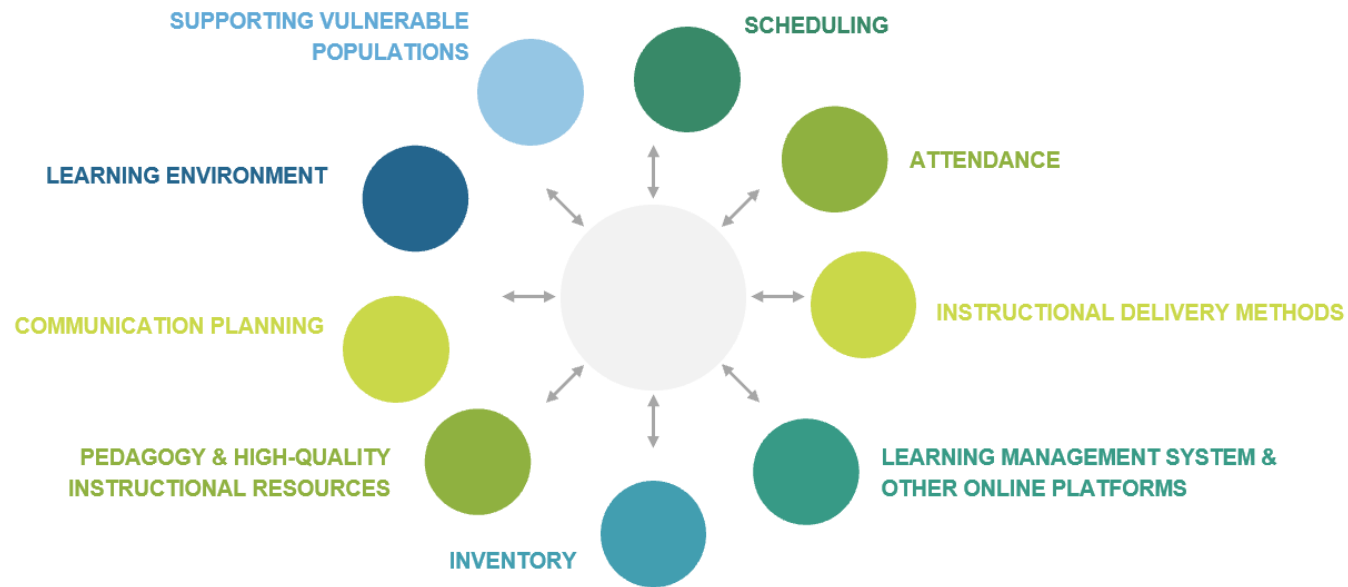 SUPPORTING VULNERABLE
POPULATIONS
SCHEDULING
ATTENDANCE
LEARNING ENVIRONMENT
INSTRUCTIONAL DELIVERY METHODS
COMMUNICATION PLANNING
PEDAGOGY & HIGH-QUALITY
INSTRUCTIONAL RESOURCES
LEARNING MANAGEMENT SYSTEM &
OTHER ONLINE PLATFORMS
INVENTORY